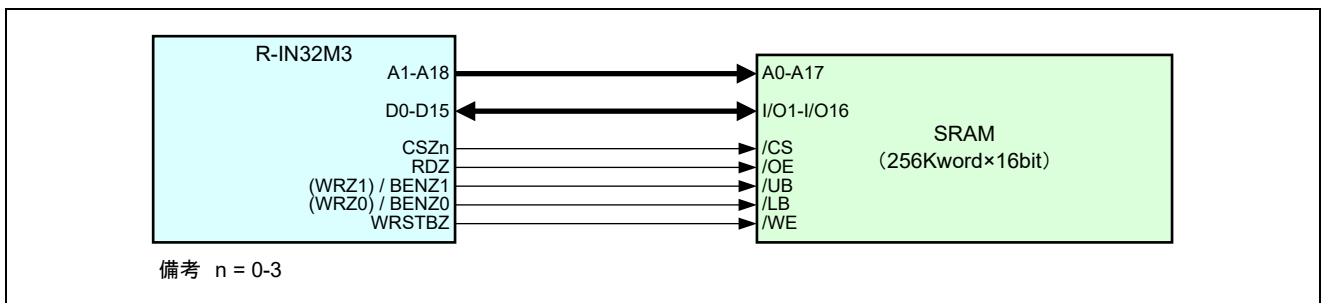 R-IN32M3
A1-A18
D0-D15
CSZn
RDZ
(WRZ1) / BENZ1
(WRZ0) / BENZ0
WRSTBZ
A0-A17
I/O1-I/O16
/CS
/OE
/UB
/LB
/WE
SRAM
（256Kword×16bit）
備考 n = 0-3